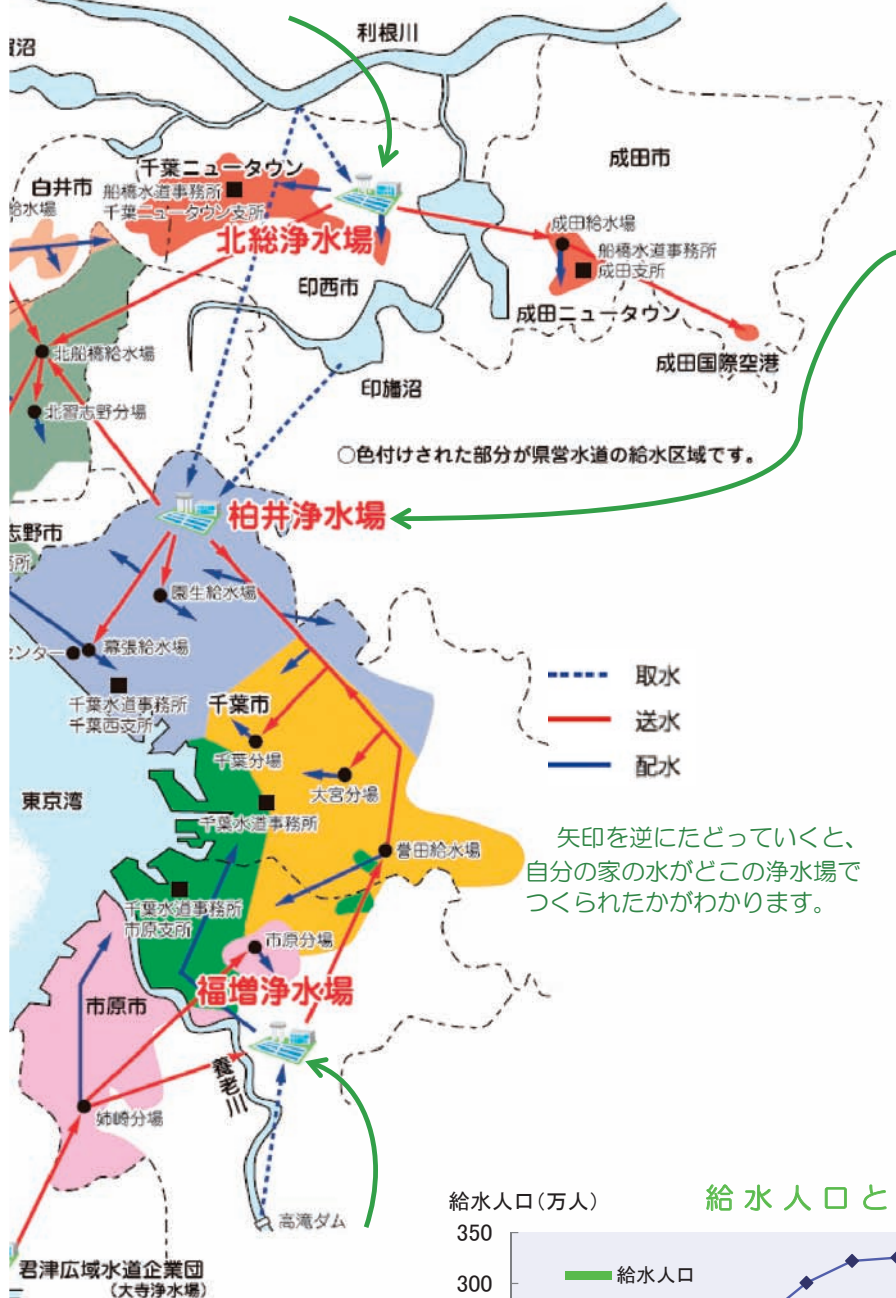 利根川
沼
成田市
千葉ニュータウン
白井市
船橋水道事務所
千葉ニュータウン支所
給水場
北総浄水場
成田給水場
船橋水道事務所
成田支所
印西市
成田ニュータウン
北船橋給水場
成田国際空港
印旛沼
北習志野分場
○色付けされた部分が県営水道の給水区域です。
柏井浄水場
志野市
務所
園生給水場
幕張給水場
センター
取水
千葉水道事務所
千葉西支所
千葉市
送水
千葉分場
配水
大宮分場
東京湾
千葉水道事務所
矢印を逆にたどっていくと、
自分の家の水がどこの浄水場で
つくられたかがわかります。
誉田給水場
千葉水道事務所
市原支所
市原分場
福増浄水場
市原市
養老川
姉崎分場
高滝ダム
君津広域水道企業団
(大寺浄水場)
給水人口と
給水人口(万人)
350
300
給水人口